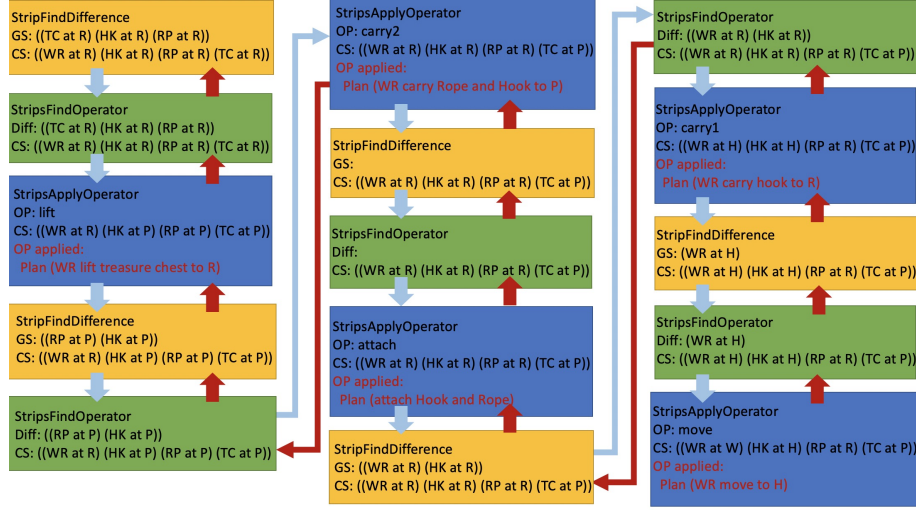 StripFindDifference
GS: ((TC at R) (HK at R) (RP at R))
CS: ((WR at R) (HK at R) (RP at R) (TC at R))
StripsFindOperator
Diff: ((TC at R) (HK at R) (RP at R))
CS: ((WR at R) (HK at R) (RP at R) (TC at R))
StripsApplyOperator
OP: lift
CS: ((WR at R) (HK at P) (RP at P) (TC at P))
OP applied:
Plan (WR lift treasure chest to R)
StripFindDifference
GS: ((RP at P) (HK at P))
CS: ((WR at R) (HK at P) (RP at P) (TC at P))
StripsFindOperator
Diff: ((RP at P) (HK at P))
CS: ((WR at R) (HK at P) (RP at P) (TC at P))
StripsApplyOperator
OP: carry2
CS: ((WR at R) (HK at R) (RP at R) (TC at P))
OP applied:
Plan (WR carry Rope and Hook to P)
StripFindDifference
GS:
CS: ((WR at R) (HK at R) (RP at R) (TC at P))
StripsFindOperator
Diff:
CS: ((WR at R) (HK at R) (RP at R) (TC at P))
StripsApplyOperator
OP: attach
CS: ((WR at R) (HK at R) (RP at R) (TC at P))
OP applied:
Plan (attach Hook and Rope)
StripFindDifference
GS: ((WR at R) (HK at R))
CS: ((WR at R) (HK at R) (RP at R) (TC at P))
StripsFindOperator
Diff: ((WR at R) (HK at R))
CS: ((WR at R) (HK at R) (RP at R) (TC at P))
StripsApplyOperator
OP: carry1
CS: ((WR at H) (HK at H) (RP at R) (TC at P))
OP applied:
Plan (WR carry hook to R)
StripFindDifference
GS: (WR at H)
CS: ((WR at H) (HK at H) (RP at R) (TC at P))
StripsFindOperator
Diff: (WR at H)
CS: ((WR at H) (HK at H) (RP at R) (TC at P))
StripsApplyOperator
OP: move
CS: ((WR at W) (HK at H) (RP at R) (TC at P))
OP applied:
Plan (WR move to H)